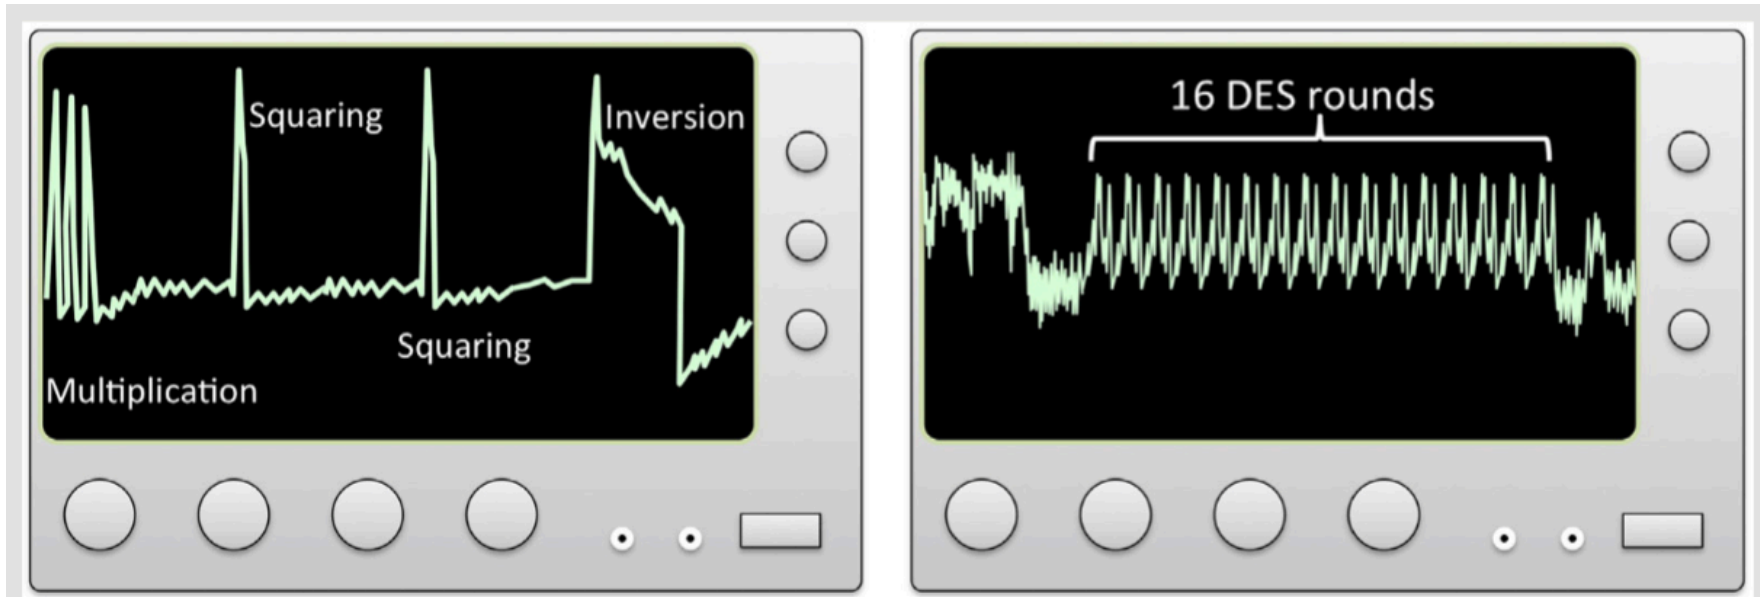 Squaring
Inversion
Squaring
Multiplication
16 DES rounds